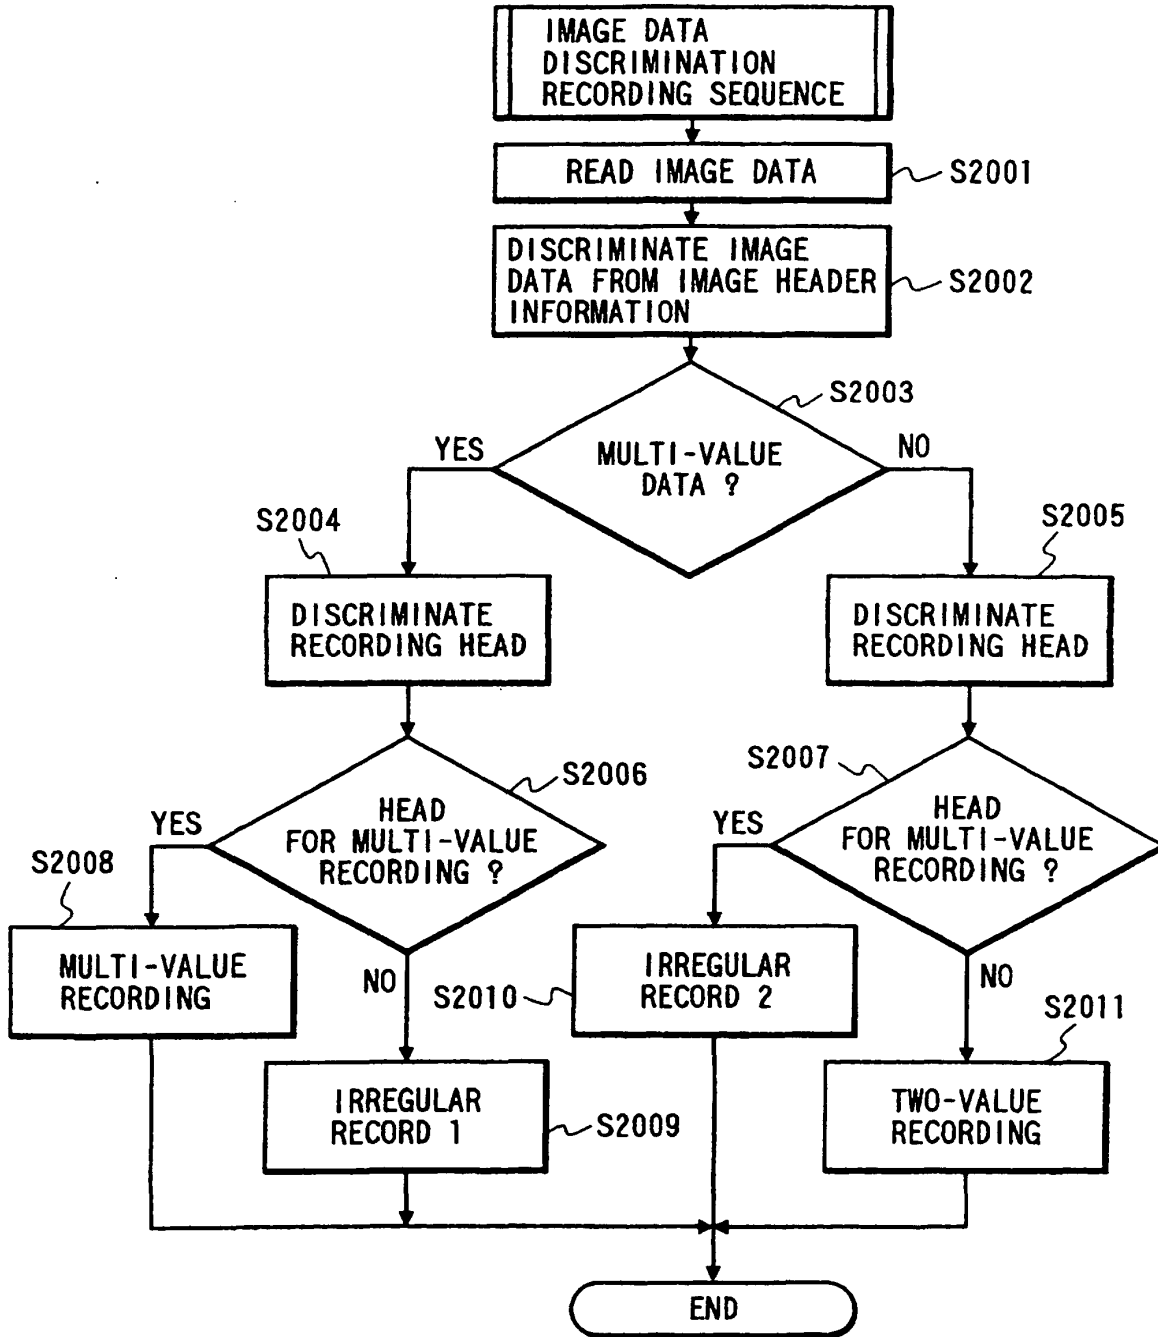 IMAGE DATA
DISCRIMINATION
RECORDING SEQUENCE
READ IMAGE DATA
S2001
DISCRIMINATE IMAGE
DATA FROM IMAGE HEADER
INFORMATION
S2002
S2003
YES
MULTI-VALUE
DATA ?
NO
S2004
S2005
DISCRIMINATE
RECORDING HEAD
DISCRIMINATE
RECORDING HEAD
S2006
S2007
YES
HEAD
FOR MULTI-VALUE
RECORDING ?
YES
HEAD
FOR MULTI-VALUE
RECORDING ?
S2008
MULTI-VALUE
RECORDING
NO
S2010
IRREGULAR
RECORD 2
NO
S2011
IRREGULAR
RECORD 1
S2009
TWO-VALUE
RECORDING
END